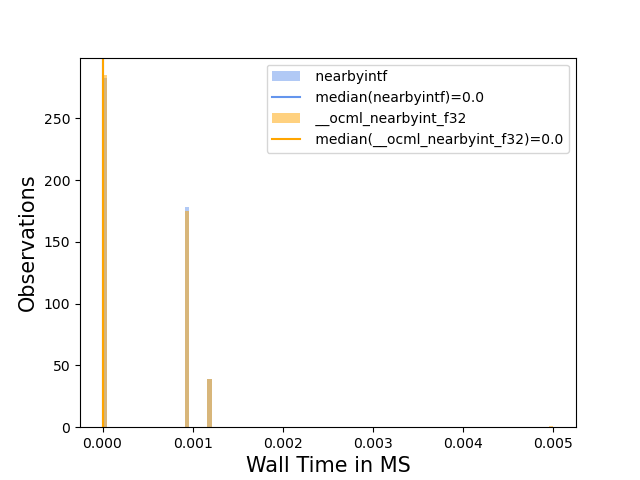 nearbyintf
median(nearbyintf)=0.0
__ocml_nearbyint_f32
median(__ocml_nearbyint_f32)=0.0
250
200
150
100
50
0
Observations
0.000 0.001 0.002 0.003 0.004 0.005
Wall Time in MS